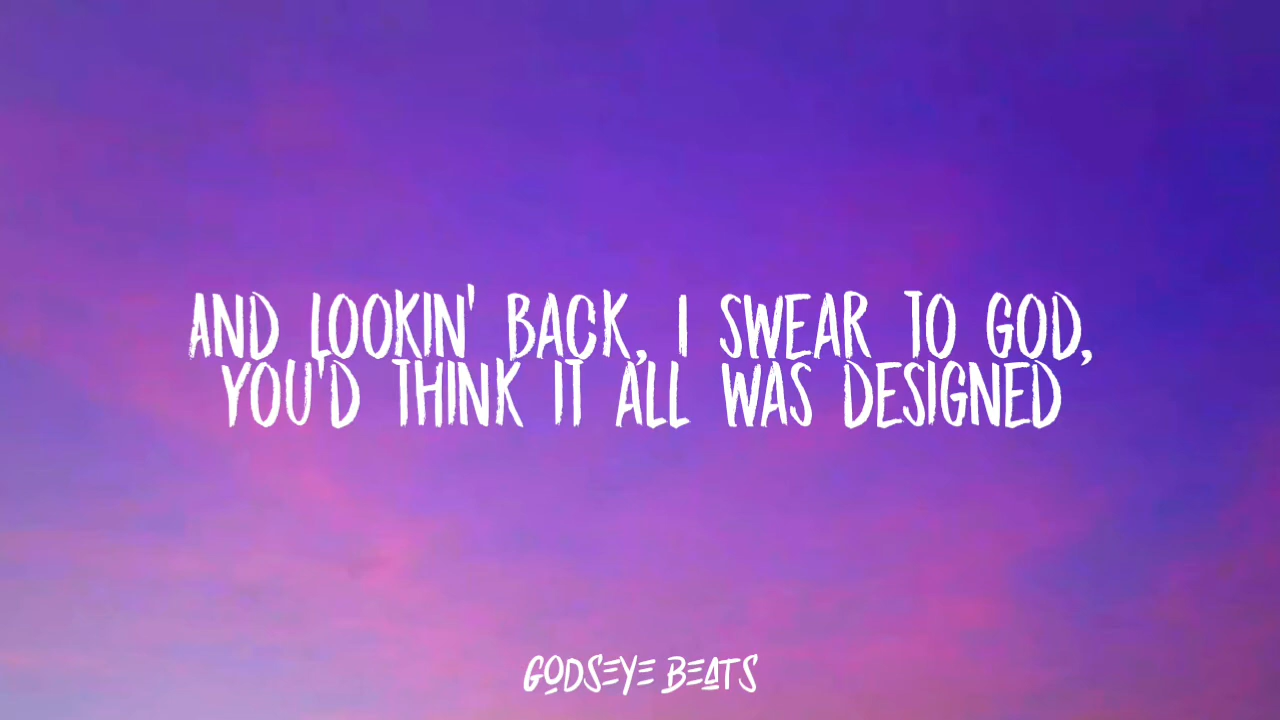 AND LOOKIN' BACK, I SWEAR TO GOD,
YOU'D THINK IT ALL WAS DESIGNED
GODSEYE BEATS